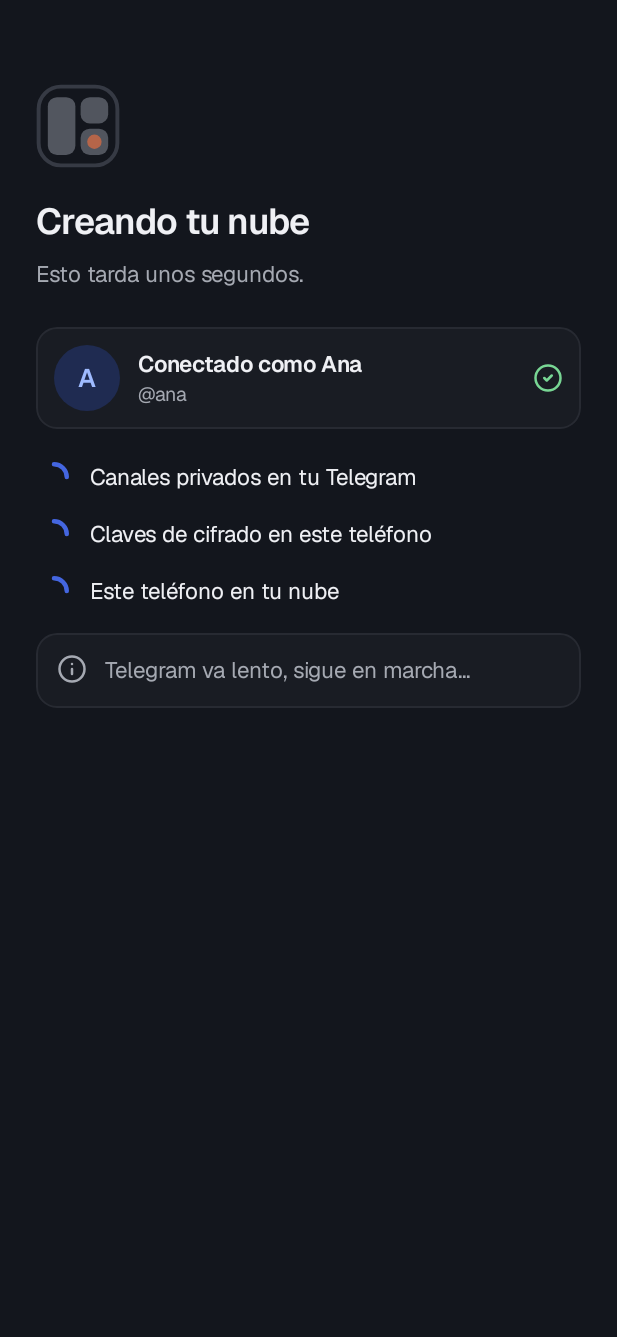 Creando tu nube
Esto tarda unos segundos.
A
Conectado como Ana
@ana
Canales privados en tu Telegram
Claves de cifrado en este teléfono
Este teléfono en tu nube
Telegram va lento, sigue en marcha…